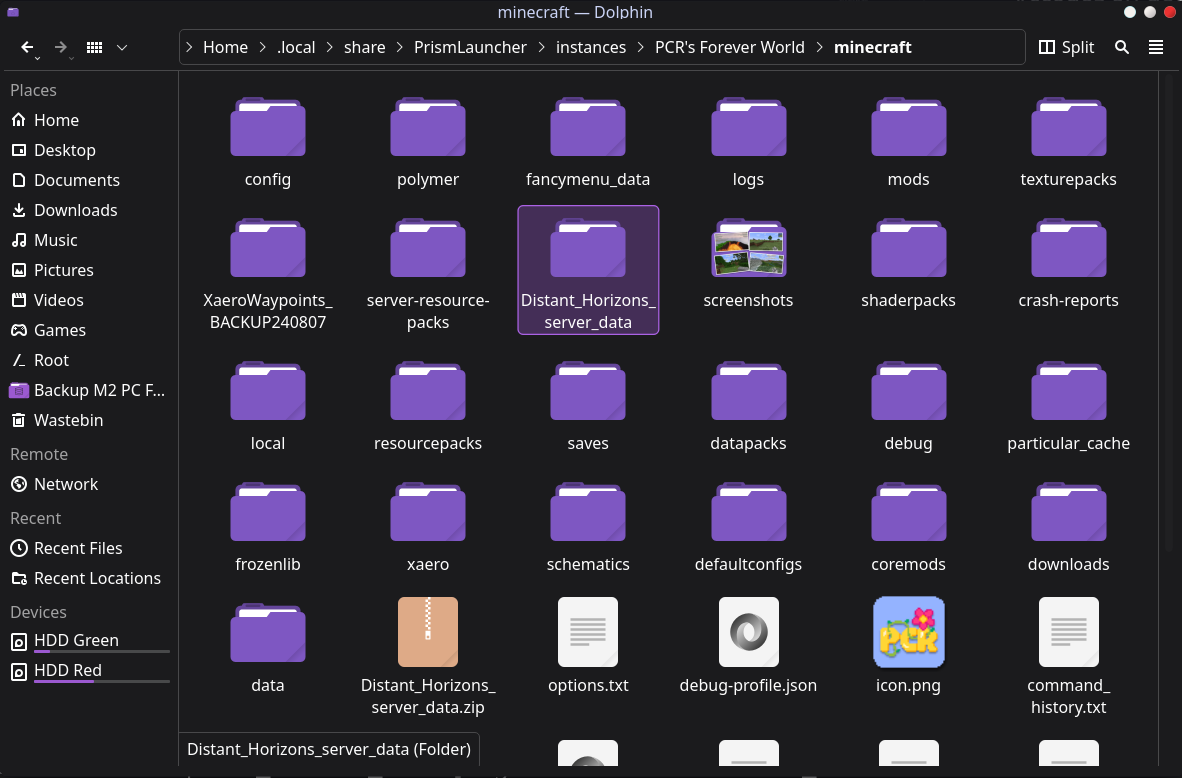 minecraft — Dolphin
Home
.local
share
PrismLauncher
instances
PCR's Forever World
minecraft
Split
Places
Home
Desktop
Documents
Downloads
Music
Pictures
Videos
Games
Root
Backup M2 PC F...
Wastebin
Remote
Network
Recent
Recent Files
Recent Locations
Devices
HDD Green
HDD Red
config
polymer
fancymenu_data
logs
mods
texturepacks
XaeroWaypoints_
BACKUP240807
server-resource-
packs
Distant_Horizons_
server_data
screenshots
shaderpacks
crash-reports
local
resourcepacks
saves
datapacks
debug
particular_cache
frozenlib
xaero
schematics
defaultconfigs
coremods
downloads
data
Distant_Horizons_
server_data.zip
options.txt
debug-profile.json
PCR
icon.png
command_
history.txt
Distant_Horizons_server_data (Folder)